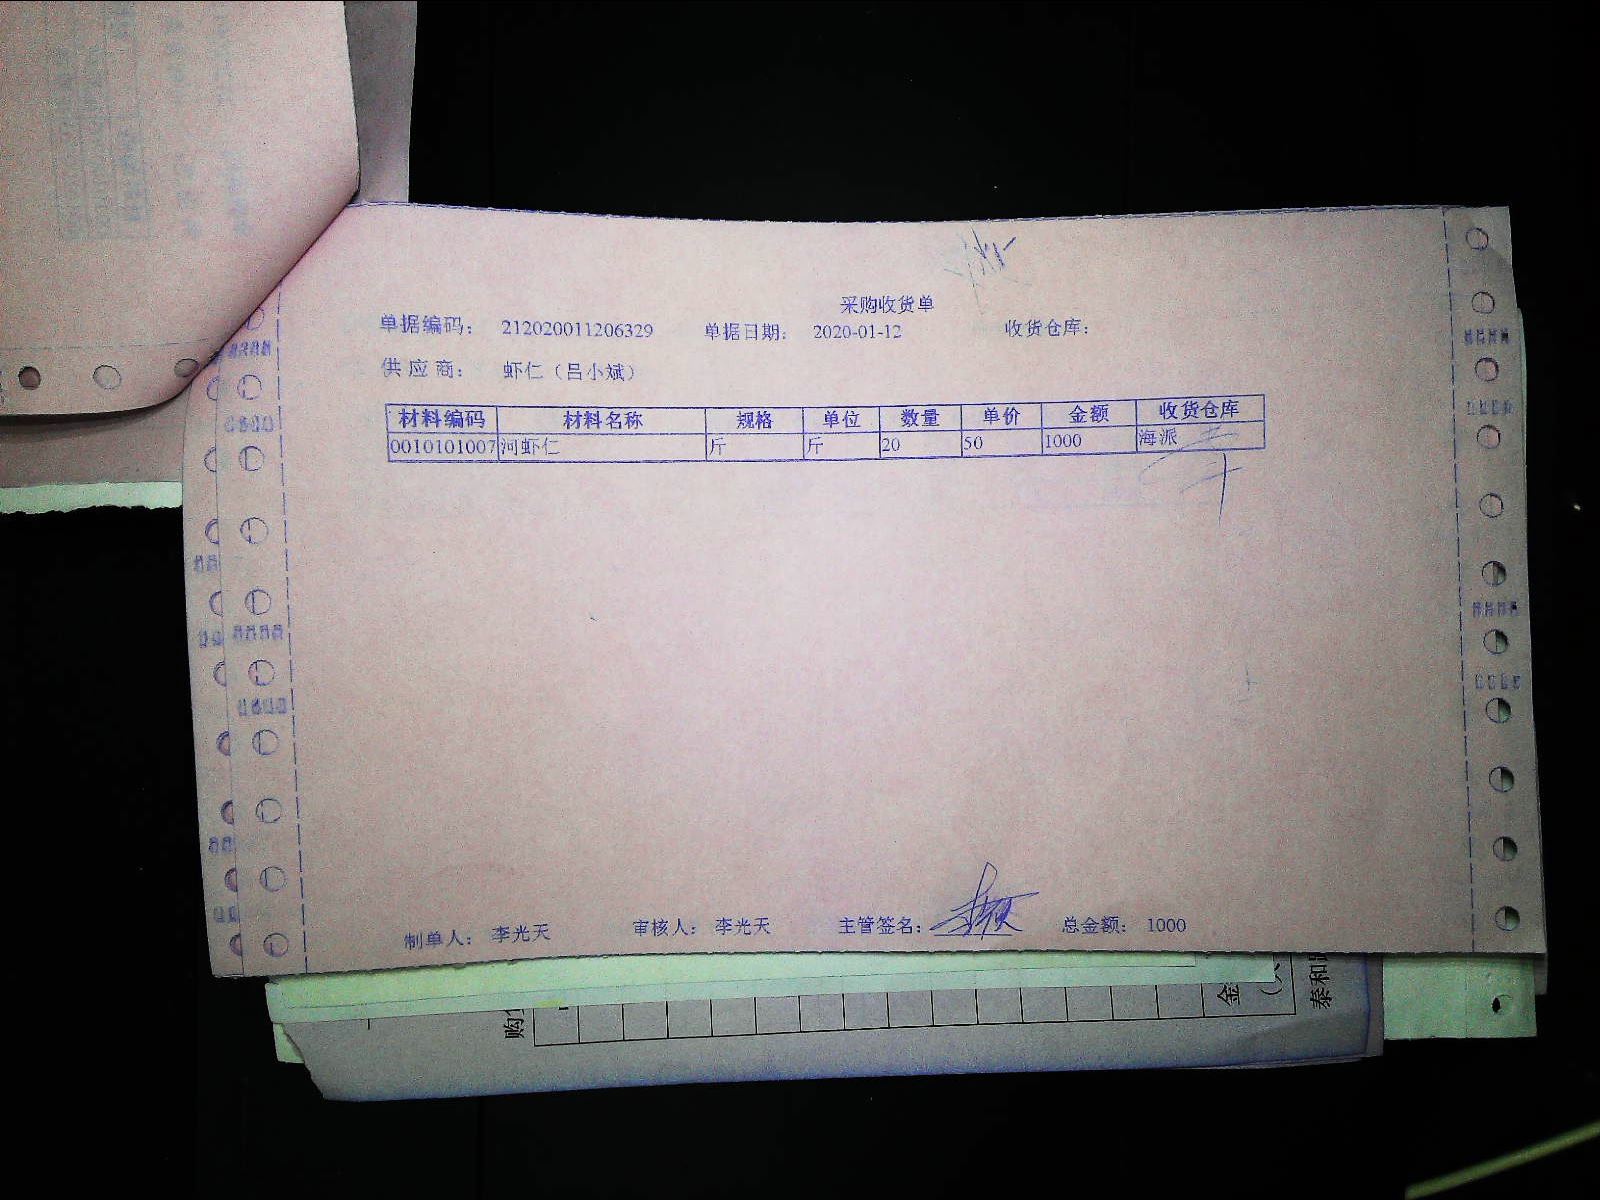 采购收货单
单据编码： 212020011206329 单据日期： 2020-01-12 收货仓库：
供应商： 虾仁（吕小斌）
材料编码 材料名称 规格 单位 数量 单价 金额 收货仓库
0010101007 河虾仁 斤 斤 20 50 1000 海派
制单人： 李光天 审核人： 李光天 主管签名： 总金额： 1000
购
金
泰和